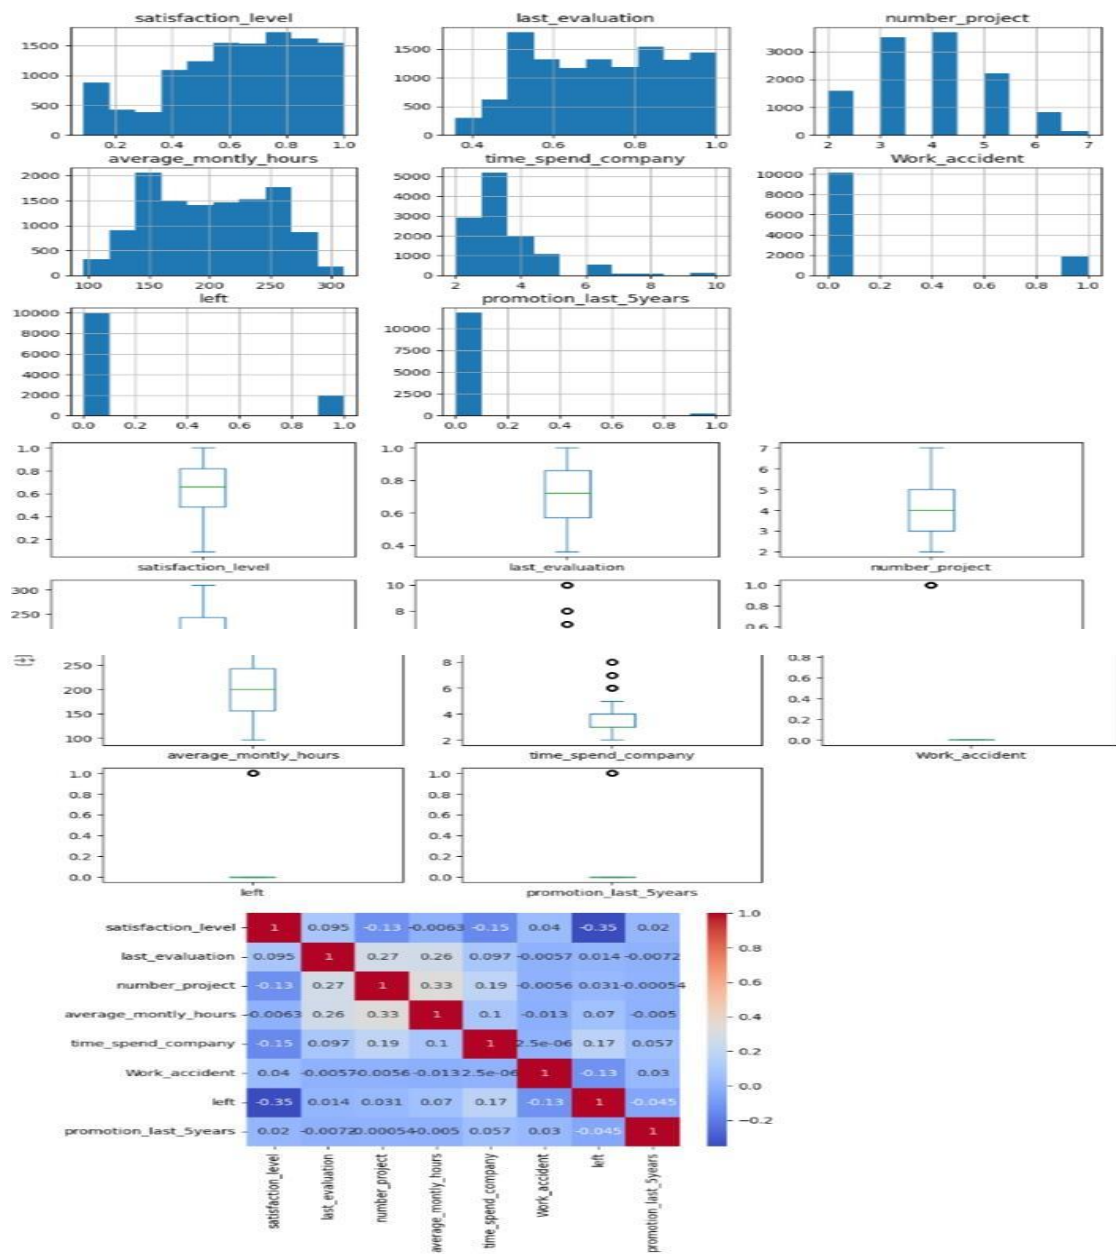 satisfaction_level last_evaluation number_project
1500 1000 500 0
0.2 0.4 0.6 0.8 1.0
1500 1000 500 0
0.4 0.6 0.8 1.0
3000 2000 1000 0
2 3 4 5 6 7
average_montly_hours time_spend_company Work_accident
2000 1500 1000 500 0
100 150 200 250 300
5000 4000 3000 2000 1000 0
2 4 6 8 10
10000 8000 6000 4000 2000 0
0.0 0.2 0.4 0.6 0.8 1.0
left promotion_last_5years
10000 8000 6000 4000 2000 0
0.0 0.2 0.4 0.6 0.8 1.0
10000 7500 5000 2500 0
0.0 0.2 0.4 0.6 0.8 1.0
1.0 0.8 0.6 0.4 0.2
1.0 0.8 0.6 0.4
7 6 5 4 3 2
satisfaction_level last_evaluation number_project
300 250
10 8
1.0 0.8 0.6
250 200 150 100
8 6 4 2
0.8 0.6 0.4 0.2 0.0
average_montly_hours time_spend_company Work_accident
1.0 0.8 0.6 0.4 0.2 0.0
1.0 0.8 0.6 0.4 0.2 0.0
left promotion_last_5years
satisfaction_level 1 0.095 -0.13 -0.0063 -0.15 0.04 -0.35 0.02
last_evaluation 0.095 1 0.27 0.26 0.097 -0.0057 0.014 -0.0072
number_project -0.13 0.27 1 0.33 0.19 -0.0056 0.031 -0.00054
average_montly_hours -0.0063 0.26 0.33 1 0.1 -0.013 0.07 -0.005
time_spend_company -0.15 0.097 0.19 0.1 1 2.5e-06 0.17 0.057
Work_accident 0.04 -0.0057 -0.0056 -0.013 2.5e-06 1 -0.13 0.03
left -0.35 0.014 0.031 0.07 0.17 -0.13 1 -0.045
promotion_last_5years 0.02 -0.0072 -0.00054 -0.005 0.057 0.03 -0.045 1
satisfaction_level last_evaluation number_project average_montly_hours time_spend_company Work_accident left promotion_last_5years
1.0 0.8 0.6 0.4 0.2 0.0 −0.2